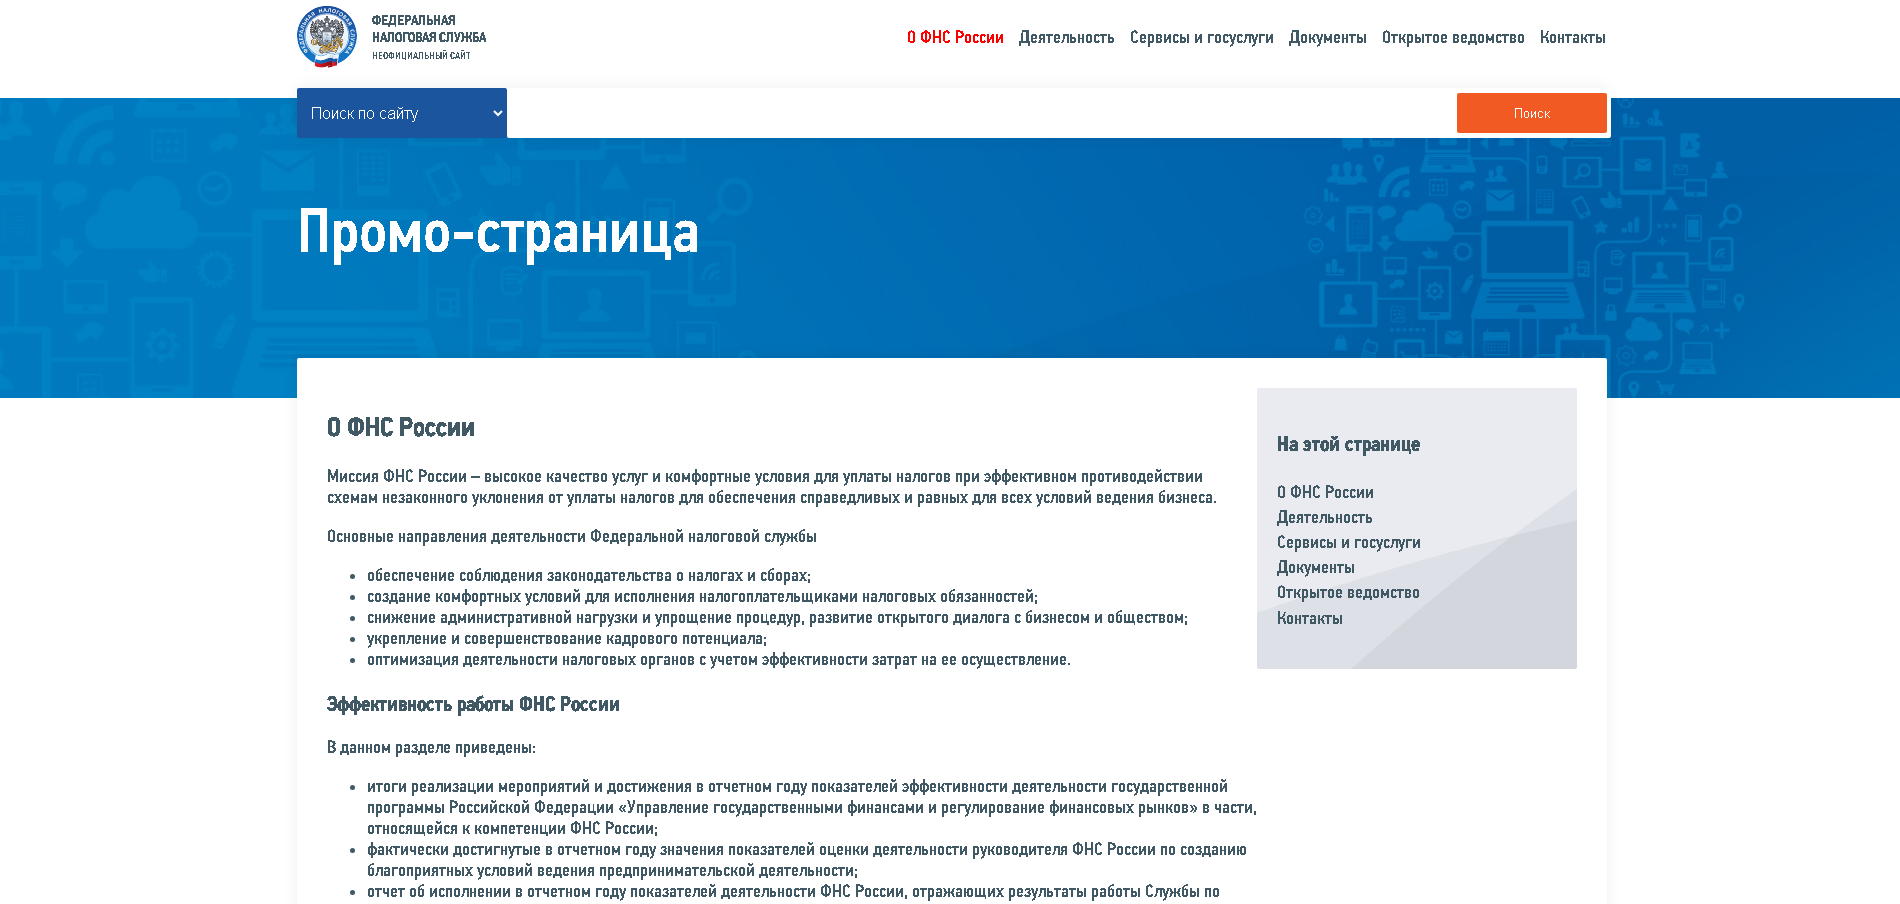 ФЕДЕРАЛЬНАЯ
НАЛОГОВАЯ СЛУЖБА
НЕОФИЦИАЛЬНЫЙ САЙТ
О ФНС России Деятельность Сервисы и госуслуги Документы Открытое ведомство Контакты
Поиск по сайту
Поиск
Промо-страница
О ФНС России
Миссия ФНС России – высокое качество услуг и комфортные условия для уплаты налогов при эффективном противодействии
схемам незаконного уклонения от уплаты налогов для обеспечения справедливых и равных для всех условий ведения бизнеса.
Основные направления деятельности Федеральной налоговой службы
• обеспечение соблюдения законодательства о налогах и сборах;
• создание комфортных условий для исполнения налогоплательщиками налоговых обязанностей;
• снижение административной нагрузки и упрощение процедур, развитие открытого диалога с бизнесом и обществом;
• укрепление и совершенствование кадрового потенциала;
• оптимизация деятельности налоговых органов с учетом эффективности затрат на ее осуществление.
Эффективность работы ФНС России
В данном разделе приведены:
• итоги реализации мероприятий и достижения в отчетном году показателей эффективности деятельности государственной
программы Российской Федерации «Управление государственными финансами и регулирование финансовых рынков» в части,
относящейся к компетенции ФНС России;
• фактически достигнутые в отчетном году значения показателей оценки деятельности руководителя ФНС России по созданию
благоприятных условий ведения предпринимательской деятельности;
• отчет об исполнении в отчетном году показателей деятельности ФНС России, отражающих результаты работы Службы по
На этой странице
О ФНС России
Деятельность
Сервисы и госуслуги
Документы
Открытое ведомство
Контакты